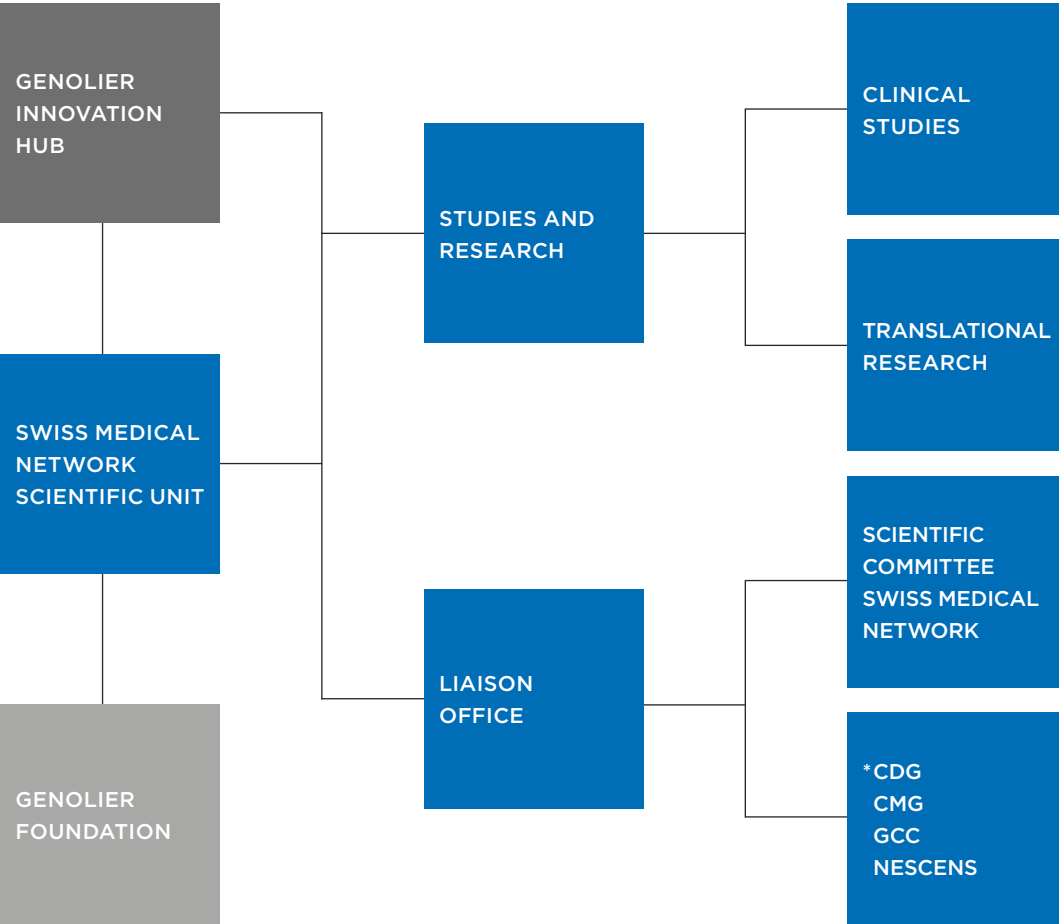 GENOLIER
INNOVATION
HUB
SWISS MEDICAL
NETWORK
SCIENTIFIC UNIT
GENOLIER
FOUNDATION
STUDIES AND
RESEARCH
LIAISON
OFFICE
CLINICAL
STUDIES
TRANSLATIONAL
RESEARCH
SCIENTIFIC
COMMITTEE
SWISS MEDICAL
NETWORK
*CDG
CMG
GCC
NESCENS